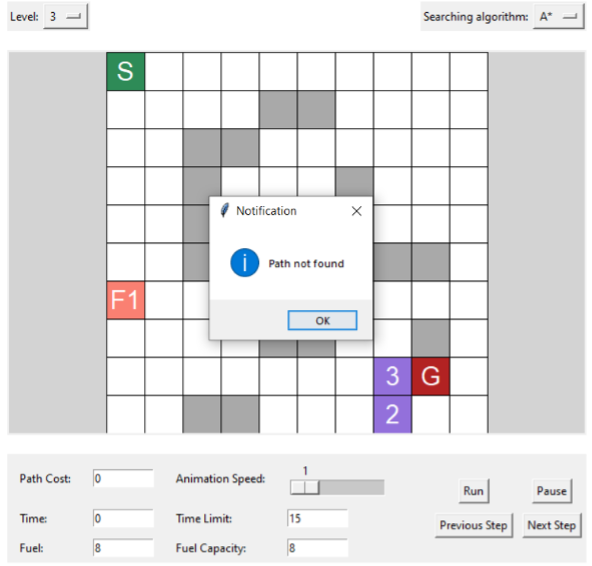 Level: 3 Searching algorithm: A*
S
Notification
Path not found
F1
OK
3 G
2
Path Cost: 0 Animation Speed: 1
Run Pause
Time: 0 Time Limit: 15
Previous Step Next Step
Fuel: 8 Fuel Capacity: 8